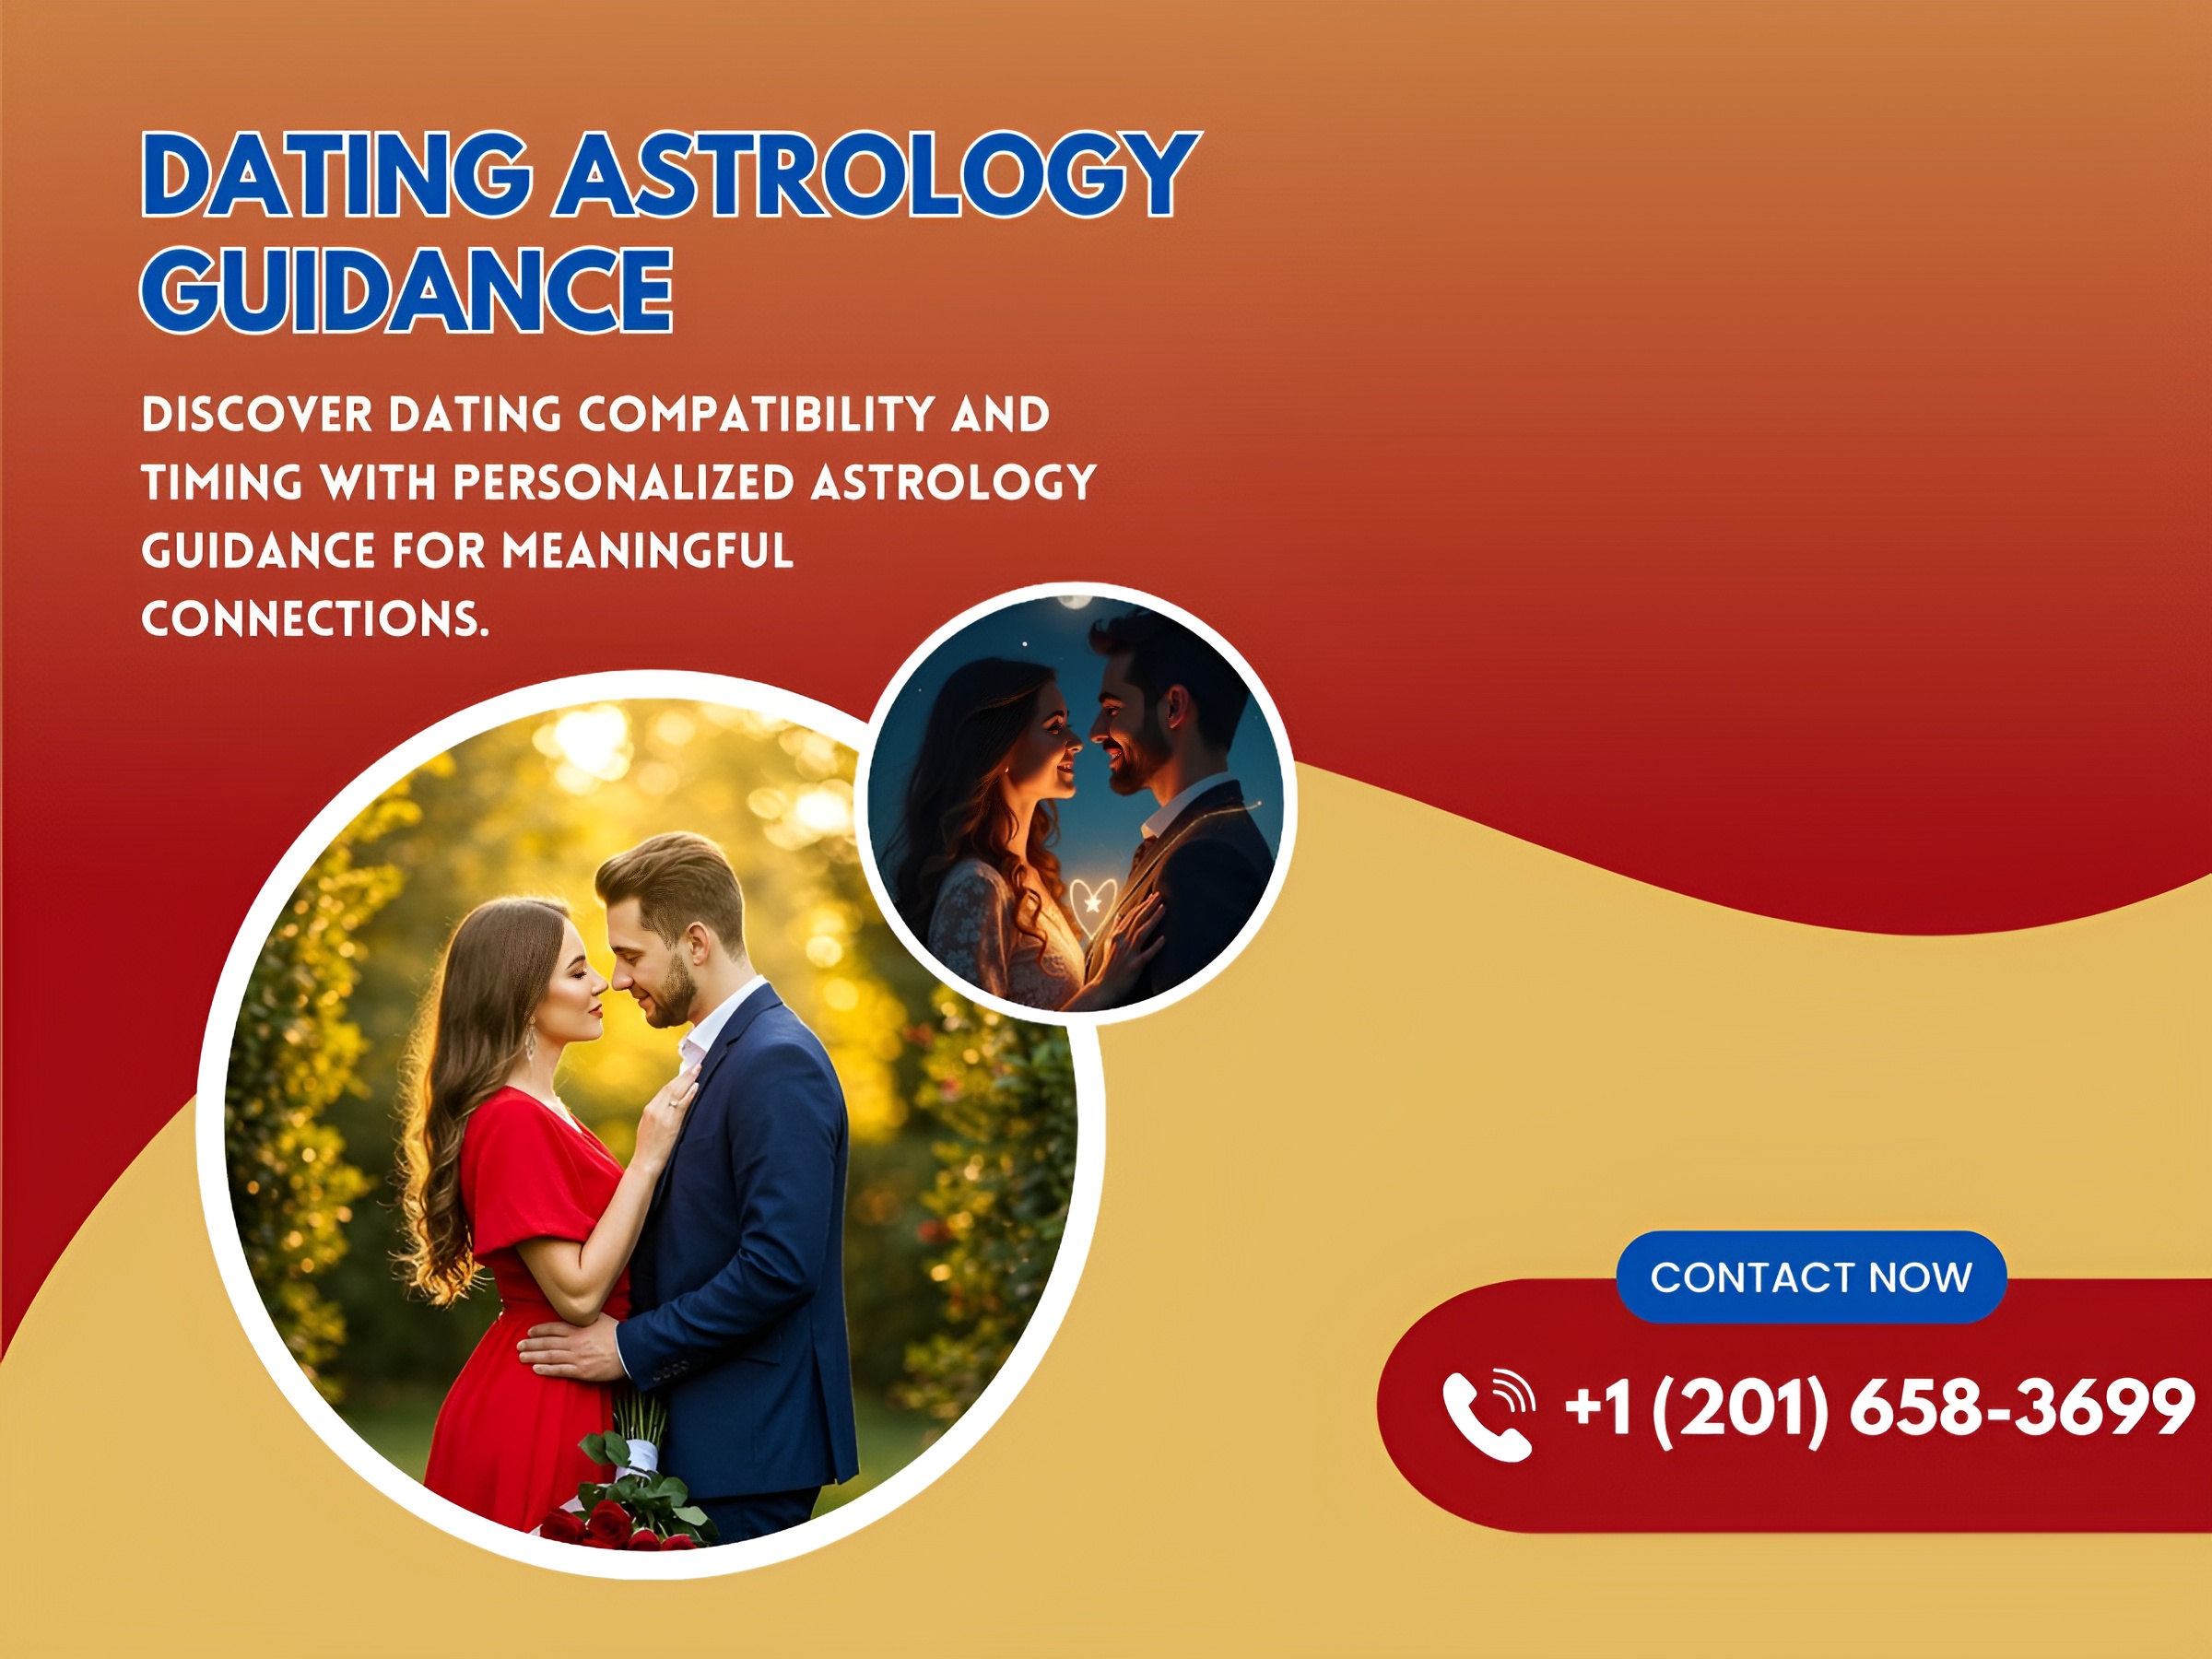 DATING ASTROLOGY
GUIDANCE
DISCOVER DATING COMPATIBILITY AND
TIMING WITH PERSONALIZED ASTROLOGY
GUIDANCE FOR MEANINGFUL
CONNECTIONS.
CONTACT NOW
+1 (201) 658-3699